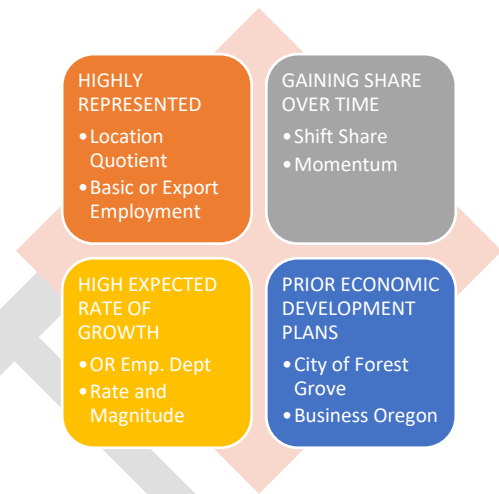 HIGHLY
REPRESENTED
•Location
Quotient
•Basic or Export
Employment
GAINING SHARE
OVER TIME
•Shift Share
•Momentum
HIGH EXPECTED
RATE OF
GROWTH
•OR Emp. Dept
•Rate and
Magnitude
PRIOR ECONOMIC
DEVELOPMENT
PLANS
•City of Forest
Grove
•Business Oregon